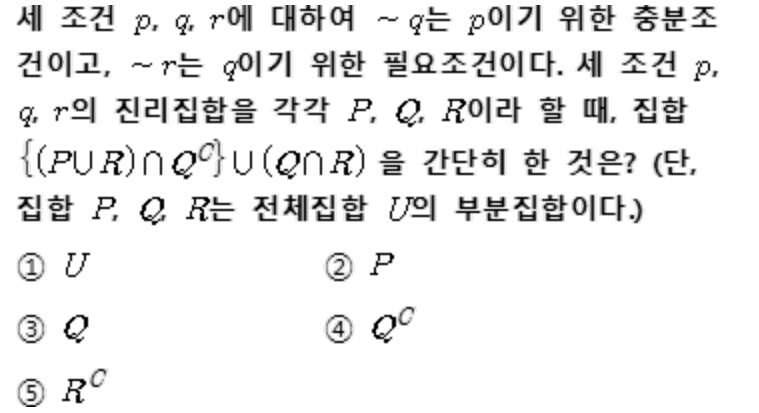 세 조건 p, q, r에 대하여 ~q는 p이기 위한 충분조
건이고, ~r는 q이기 위한 필요조건이다. 세 조건 p,
q, r의 진리집합을 각각 P, Q, R이라 할 때, 집합
{(P∪R)∩Q^C}∪(Q∩R) 을 간단히 한 것은? (단,
집합 P, Q, R는 전체집합 U의 부분집합이다.)
① U ② P
③ Q ④ Q^C
⑤ R^C